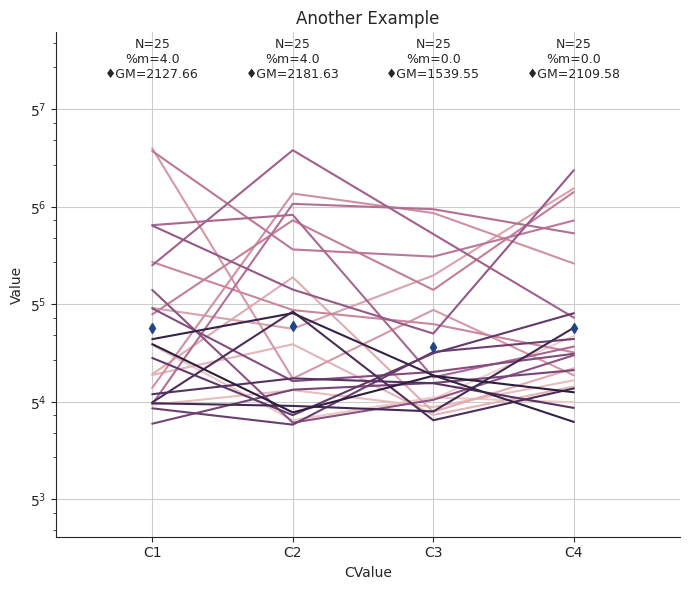 Another Example
N=25 N=25 N=25 N=25
%m=4.0 %m=4.0 %m=0.0 %m=0.0
♦GM=2127.66 ♦GM=2181.63 ♦GM=1539.55 ♦GM=2109.58
5^7
5^6
5^5
5^4
5^3
Value
C1 C2 C3 C4
CValue